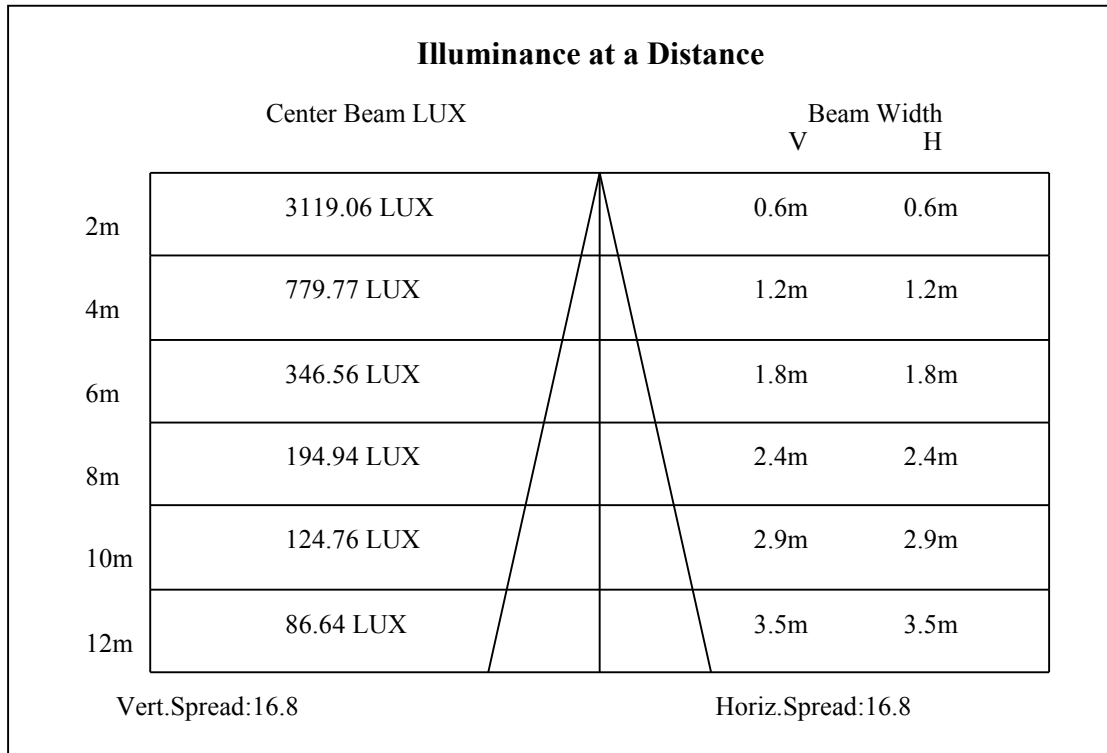 Illuminance at a Distance
Center Beam LUX Beam Width
V H
2m 3119.06 LUX 0.6m 0.6m
4m 779.77 LUX 1.2m 1.2m
6m 346.56 LUX 1.8m 1.8m
8m 194.94 LUX 2.4m 2.4m
10m 124.76 LUX 2.9m 2.9m
12m 86.64 LUX 3.5m 3.5m
Vert.Spread:16.8 Horiz.Spread:16.8